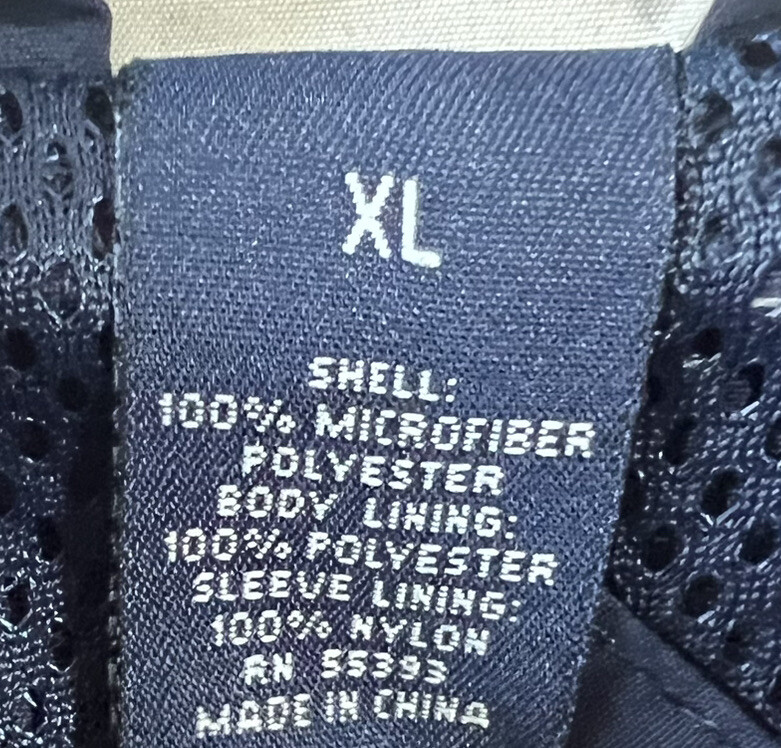 XL
SHELL:
100% MICROFIBER
POLYESTER
BODY LINING:
100% POLYESTER
SLEEVE LINING:
100% NYLON
RN 55393
MADE IN CHINA